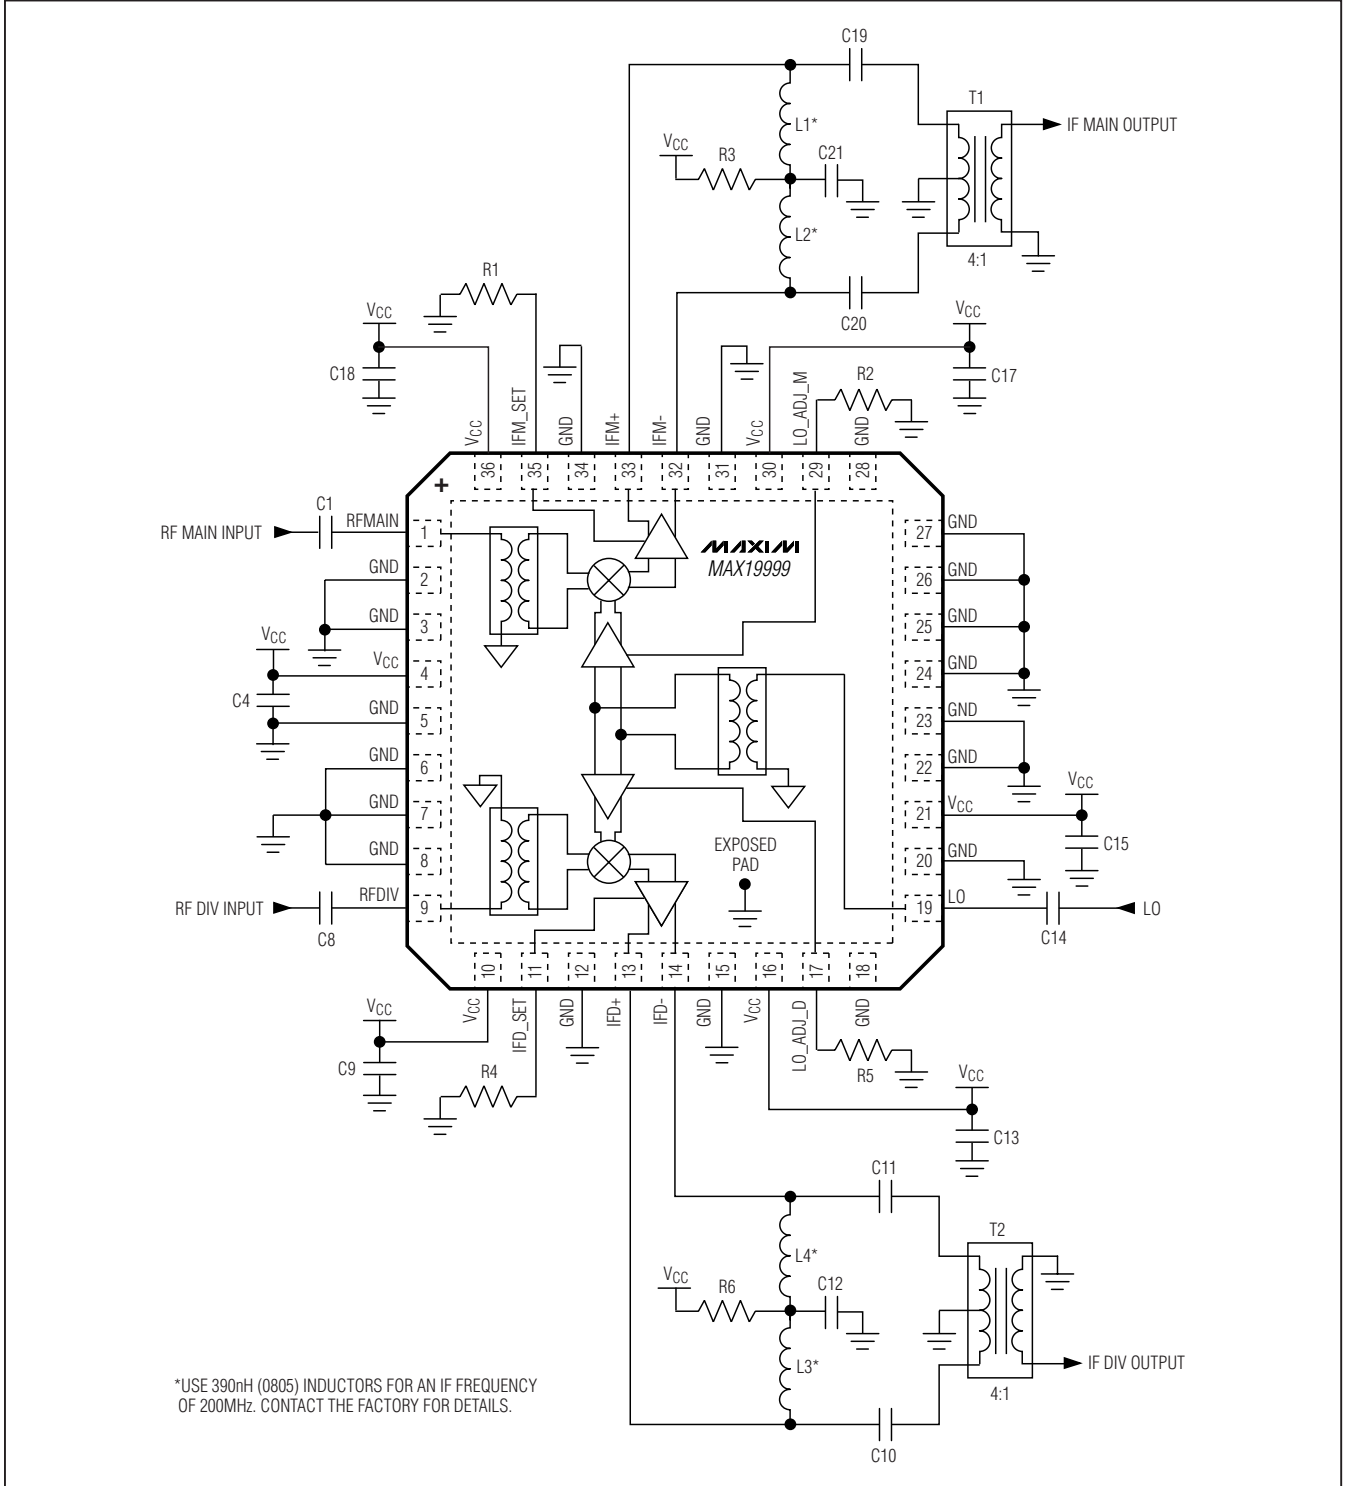 C19
T1
IF MAIN OUTPUT
L1*
VCC
R3
C21
L2*
4:1
R1
C20
VCC
VCC
C18
C17
R2
VCC
IFM_SET
GND
IFM+
IFM-
GND
VCC
LO_ADJ_M
GND
36
35
34
33
32
31
30
29
28
+
C1
RF MAIN INPUT
RFMAIN
1
27
GND
MAXIM
MAX19999
GND
2
26
GND
GND
3
25
GND
VCC
VCC
4
24
GND
C4
GND
5
23
GND
GND
6
22
GND
VCC
GND
7
21
VCC
C15
GND
8
20
GND
EXPOSED
PAD
RF DIV INPUT
RFDIV
9
19
LO
LO
C8
C14
10
11
12
13
14
15
16
17
18
VCC
IFD_SET
GND
IFD+
IFD-
GND
VCC
LO_ADJ_D
GND
VCC
C9
R4
R5
VCC
C13
C11
T2
L4*
VCC
R6
C12
L3*
IF DIV OUTPUT
4:1
C10
*USE 390nH (0805) INDUCTORS FOR AN IF FREQUENCY
OF 200MHz. CONTACT THE FACTORY FOR DETAILS.